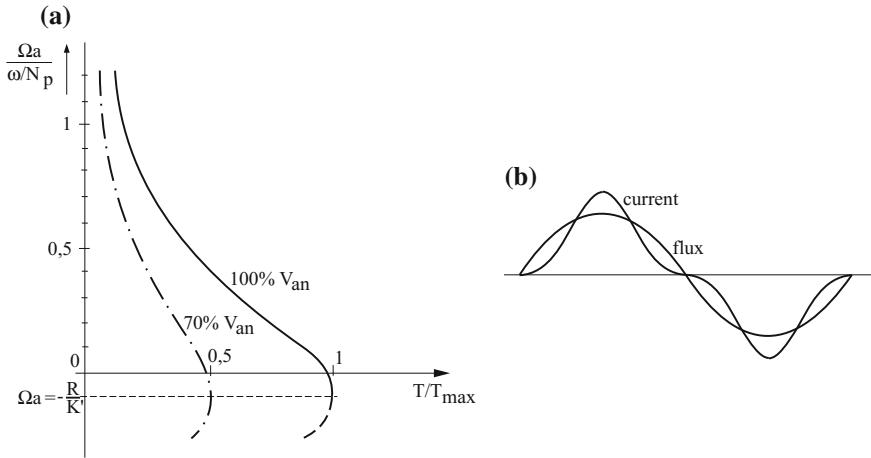 (a)
Ωa
ω/N p
1
0,5
100% Van
70% Van
0
0,5
1
T/Tmax
Ωa = - R
K'
(b)
current
flux